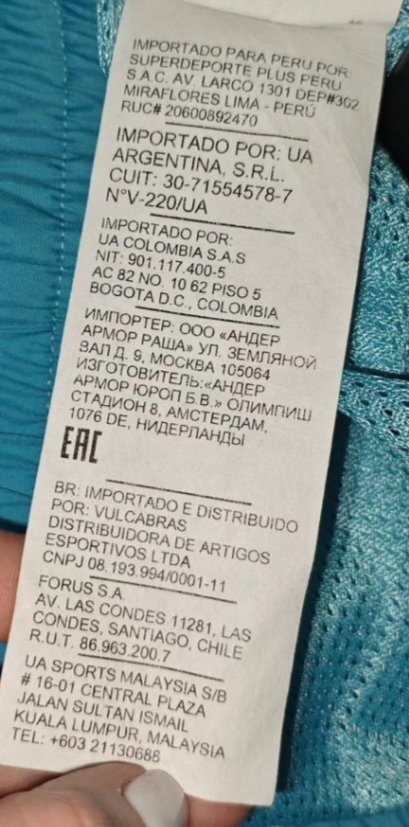 IMPORTADO PARA PERU POR:
SUPERDEPORTE PLUS PERU
S.A.C. AV. LARCO 1301 DEP#302
MIRAFLORES LIMA - PERÚ
RUC# 20600892470
IMPORTADO POR: UA
ARGENTINA, S.R.L.
CUIT: 30-71554578-7
N°V-220/UA
IMPORTADO POR:
UA COLOMBIA S.A.S
NIT: 901.117.400-5
AC 82 NO. 10 62 PISO 5
BOGOTA D.C., COLOMBIA
ИМПОРТЕР: ООО «АНДЕР
АРМОР РАША» УЛ. ЗЕМЛЯНОЙ
ВАЛ Д. 9, МОСКВА 105064
ИЗГОТОВИТЕЛЬ:«АНДЕР
АРМОР ЮРОП Б.В.» ОЛИМПИШ
СТАДИОН 8, АМСТЕРДАМ,
1076 DE, НИДЕРЛАНДЫ
EAC
BR: IMPORTADO E DISTRIBUIDO
POR: VULCABRAS
DISTRIBUIDORA DE ARTIGOS
ESPORTIVOS LTDA
CNPJ 08.193.994/0001-11
FORUS S.A.
AV. LAS CONDES 11281, LAS
CONDES, SANTIAGO, CHILE
R.U.T. 86.963.200.7
UA SPORTS MALAYSIA S/B
# 16-01 CENTRAL PLAZA
JALAN SULTAN ISMAIL
KUALA LUMPUR, MALAYSIA
TEL: +603 21130688